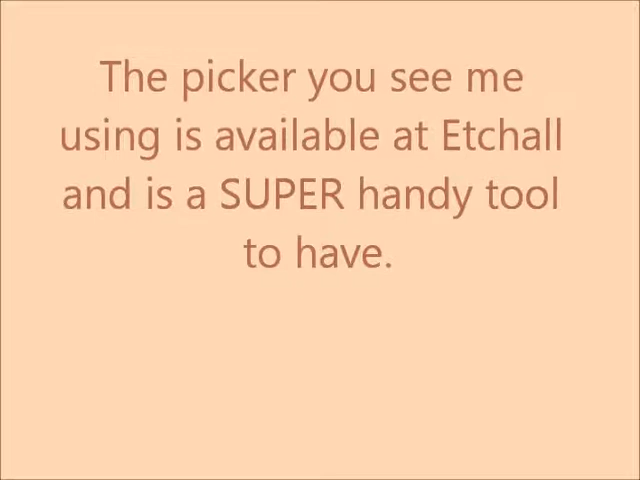 The picker you see me
using is available at Etchall
and is a SUPER handy tool
to have.